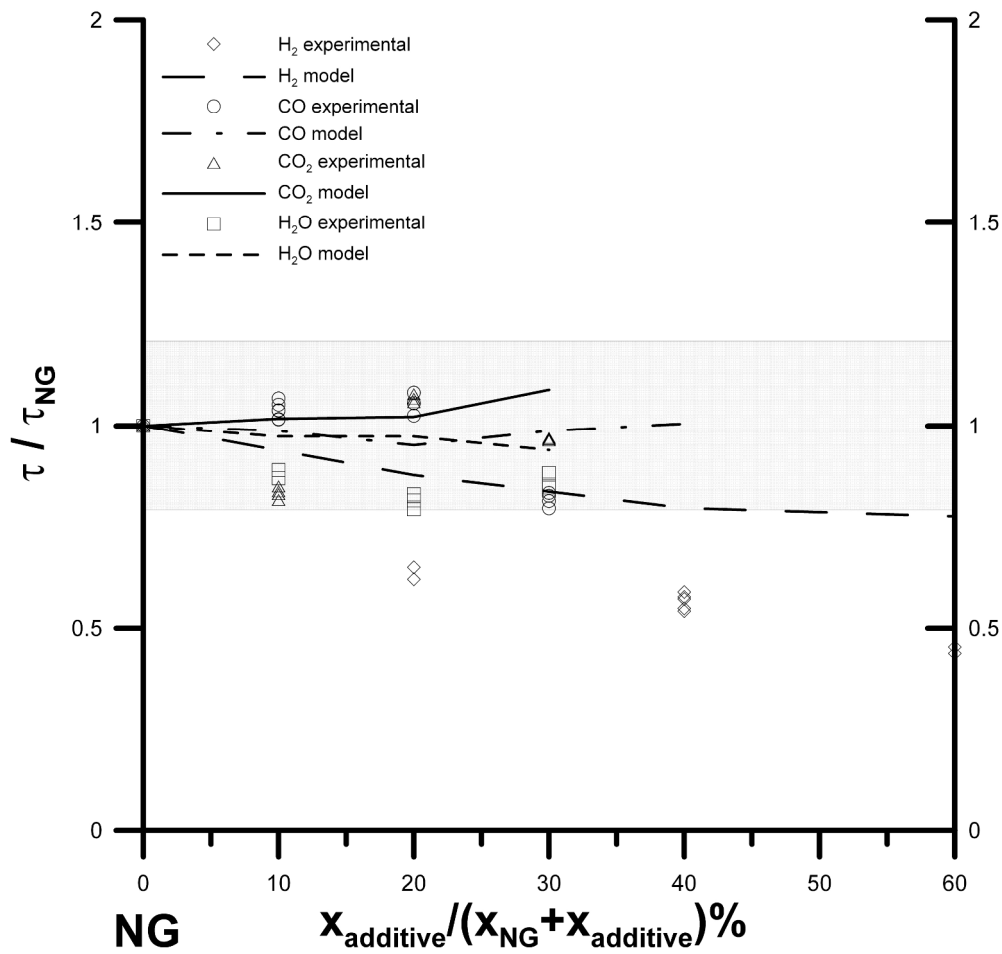 2
2
H₂ experimental
H₂ model
CO experimental
CO model
CO₂ experimental
CO₂ model
H₂O experimental
H₂O model
1.5
1.5
τ / τNG
1
1
0.5
0.5
0
0
0 10 20 30 40 50 60
NG xadditive/(xNG+xadditive)%